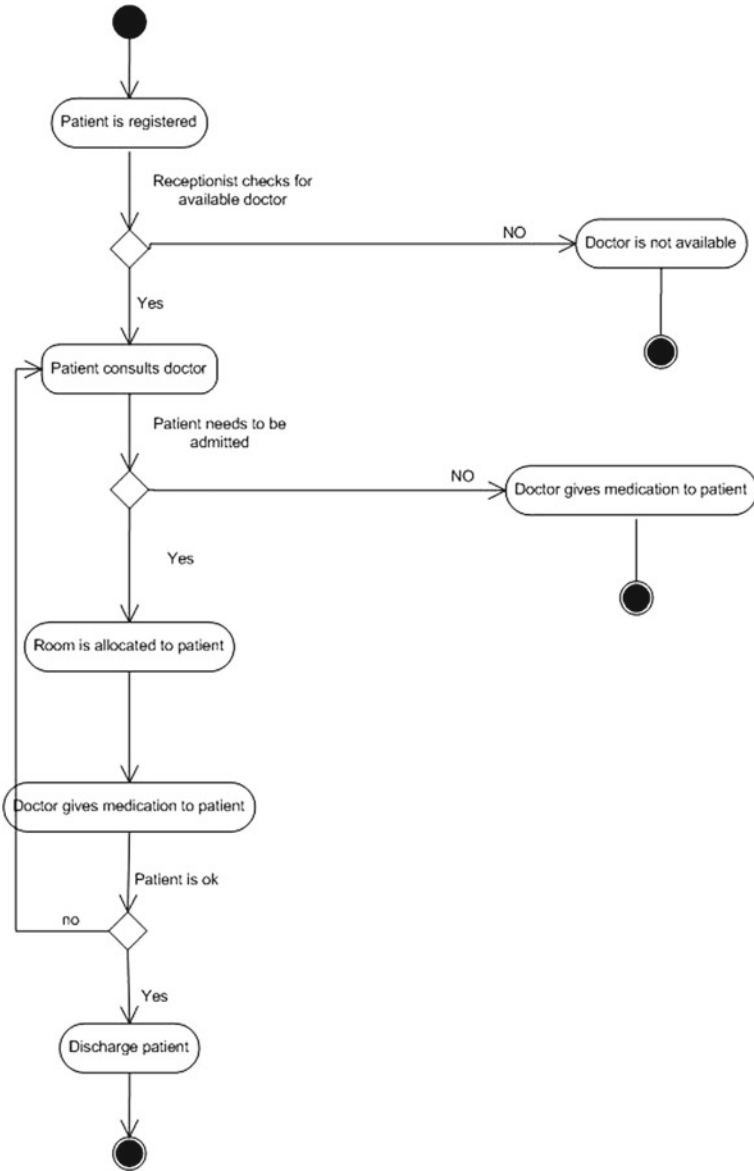 Patient is registered
Receptionist checks for
available doctor
NO
Doctor is not available
Yes
Patient consults doctor
Patient needs to be
admitted
NO
Doctor gives medication to patient
Yes
Room is allocated to patient
Doctor gives medication to patient
Patient is ok
no
Yes
Discharge patient